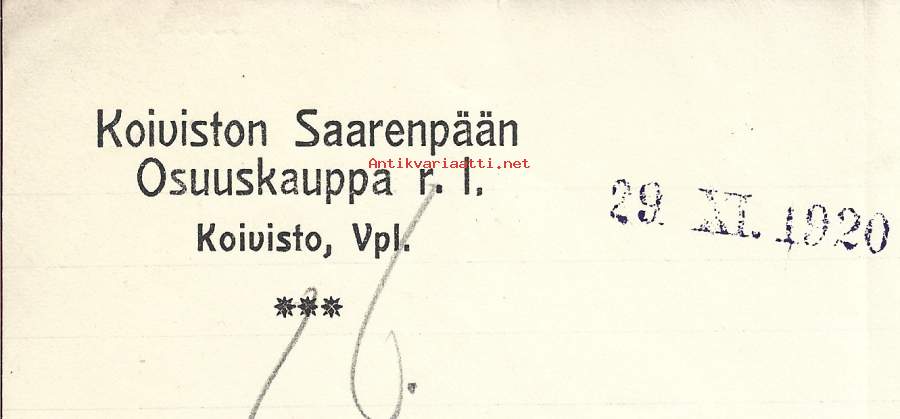 Koiviston Saarenpään
Antikvariaatti.net
Osuuskauppa r. l.
29. XI. 1920
Koivisto, Vpl.